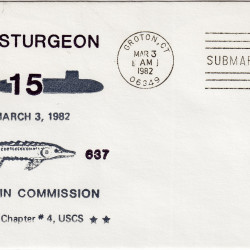 STURGEON
15
MARCH 3, 1982
637
IN COMMISSION
Chapter # 4, USCS ★ ★
GROTON, CT
MAR 3
AM
1982
06349
SUBMAR